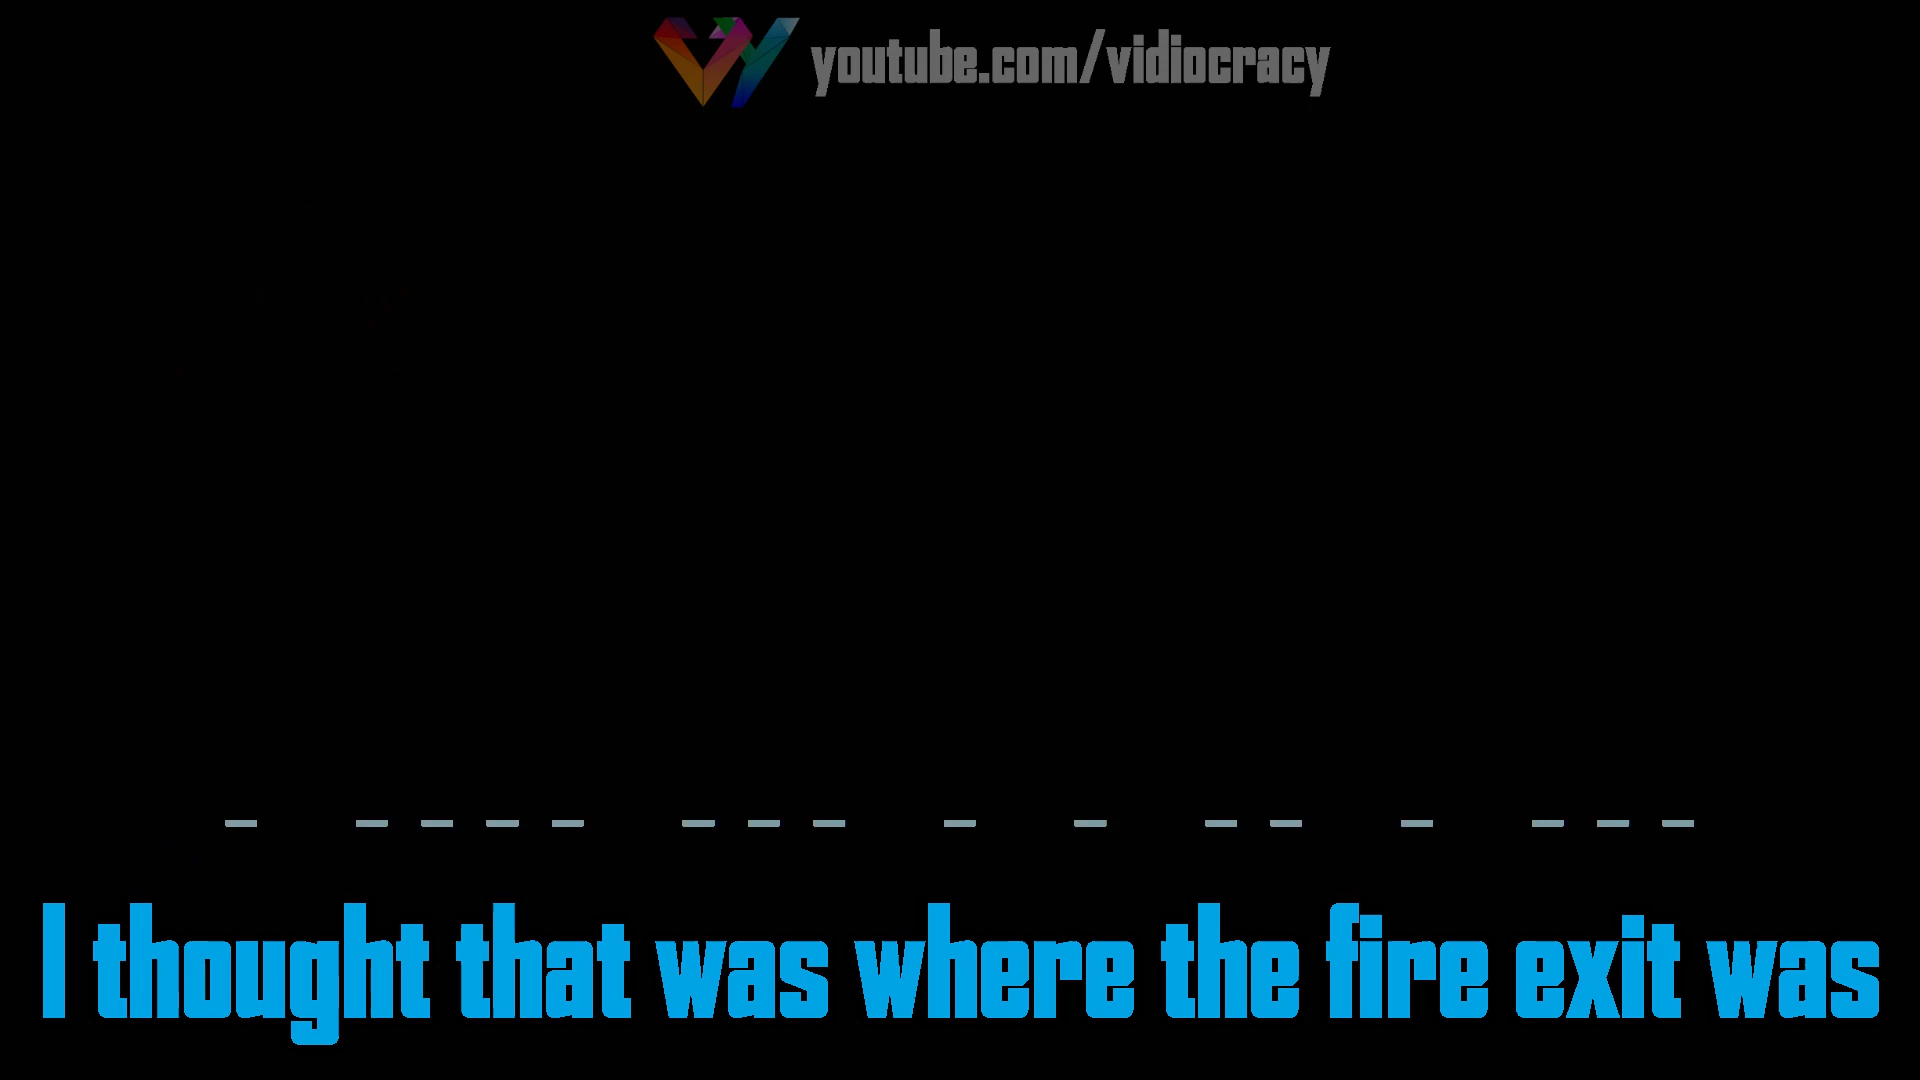 youtube.com/vidiocracy
- ---- --- - - -- - ---
I thought that was where the fire exit was